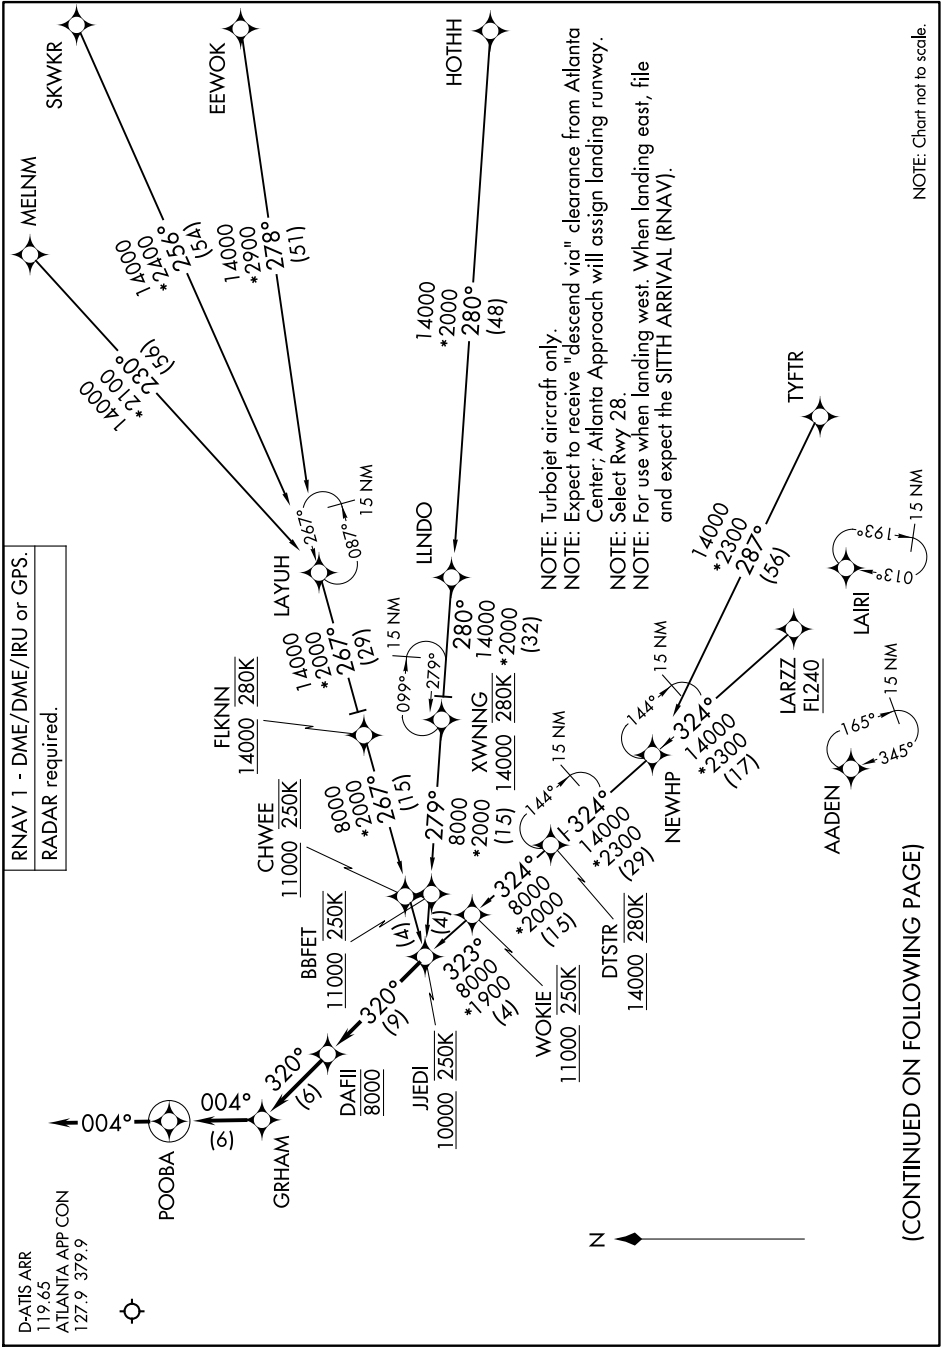 RNAV 1 - DME/DME/IRU or GPS.
RADAR required.
D-ATIS ARR
119.65
ATLANTA APP CON
127.9 379.9
004°
POOBA
004°
(6)
GRHAM
320°
(6)
DAFII
8000
320°
(9)
JJEDI
10000 250K
BBFET
11000 250K
(4)
CHWEE
11000 250K
(4)
8000
*2000
267°
(15)
FLKNN
14000 280K
14000
*2000
267°
(29)
LAYUH
267°
087°
15 NM
14000
*2100
230°
(56)
MELNM
14000
*2400
256°
(54)
SKWKR
14000
*2900
278°
(51)
EEWOK
279°
8000
*2000
(15)
XWNNG
14000 280K
099°
279°
15 NM
280°
14000
*2000
(32)
LLNDO
14000
*2000
280°
(48)
HOTHH
323°
8000
*1900
(4)
WOKIE
11000 250K
324°
8000
*2000
(15)
DTSTR
14000 280K
144°
15 NM
324°
14000
*2300
(29)
NEWHP
144°
15 NM
324°
14000
*2300
(17)
LARZZ
FL240
14000
*2300
287°
(56)
TYFTR
AADEN
165°
345°
15 NM
LAIRI
013°
193°
15 NM
NOTE: Turbojet aircraft only.
NOTE: Expect to receive "descend via" clearance from Atlanta
Center; Atlanta Approach will assign landing runway.
NOTE: Select Rwy 28.
NOTE: For use when landing west. When landing east, file
and expect the SITTH ARRIVAL (RNAV).
N
(CONTINUED ON FOLLOWING PAGE)
NOTE: Chart not to scale.